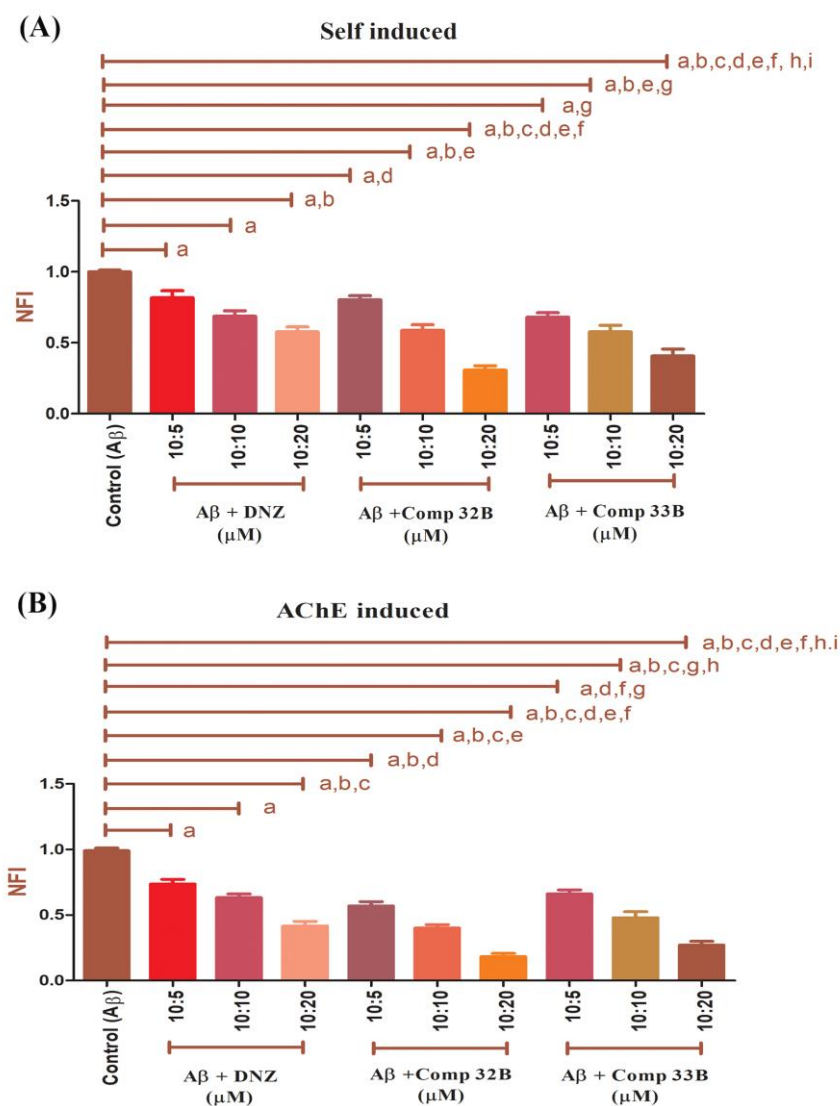 (A)
Self induced
a,b,c,d,e,f, h,i
a,b,e,g
a,g
a,b,c,d,e,f
a,b,e
a,d
a,b
a
a
1.5
1.0
0.5
0.0
NFI
Control (Aβ)
10:5
10:10
10:20
10:5
10:10
10:20
10:5
10:10
10:20
Aβ + DNZ
(μM)
Aβ +Comp 32B
(μM)
Aβ + Comp 33B
(μM)
(B)
AChE induced
a,b,c,d,e,f,h.i
a,b,c,g,h
a,d,f,g
a,b,c,d,e,f
a,b,c,e
a,b,d
a,b,c
a
a
1.5
1.0
0.5
0.0
NFI
Control (Aβ)
10:5
10:10
10:20
10:5
10:10
10:20
10:5
10:10
10:20
Aβ + DNZ
(μM)
Aβ +Comp 32B
(μM)
Aβ + Comp 33B
(μM)